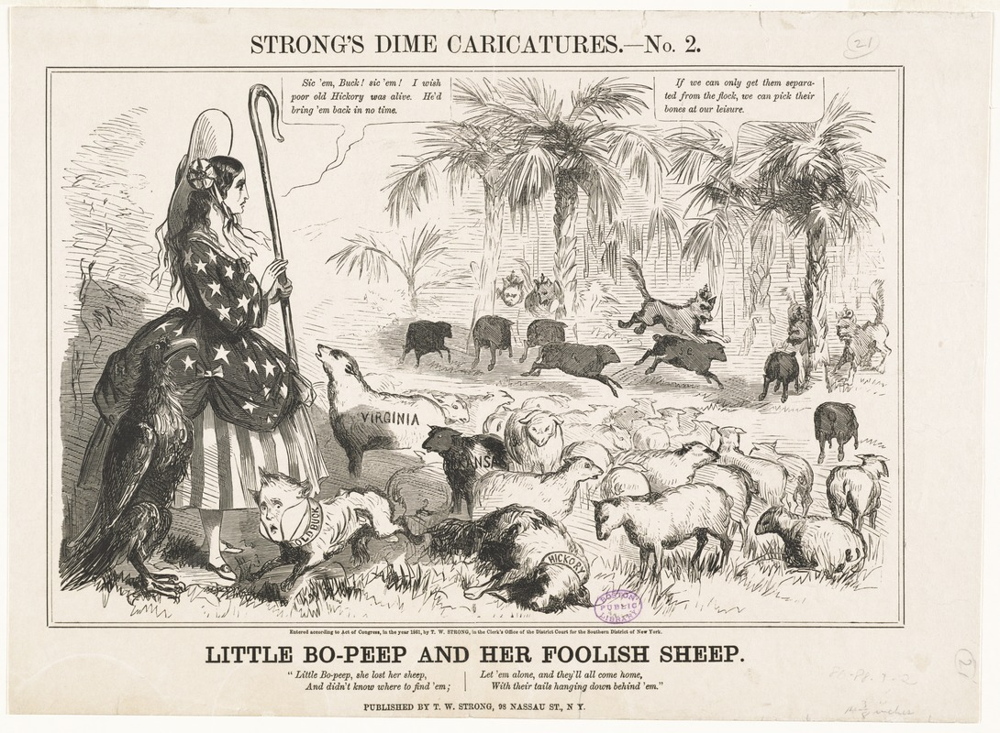 STRONG'S DIME CARICATURES.—No. 2.
21
Sic 'em, Buck! sic 'em! I wish
poor old Hickory was alive. He'd
bring 'em back in no time.
If we can only get them separa-
ted from the flock, we can pick their
bones at our leisure.
S.C.
VIRGINIA
KANSA
OLD BUCK
HICKORY
BOSTON
PUBLIC
LIBRARY
Entered according to Act of Congress, in the year 1861, by T. W. STRONG, in the Clerk's Office of the District Court for the Southern District of New York.
LITTLE BO-PEEP AND HER FOOLISH SHEEP.
"Little Bo-peep, she lost her sheep,
And didn't know where to find 'em;
Let 'em alone, and they'll all come home,
With their tails hanging down behind 'em."
PUBLISHED BY T. W. STRONG, 98 NASSAU ST., N Y.